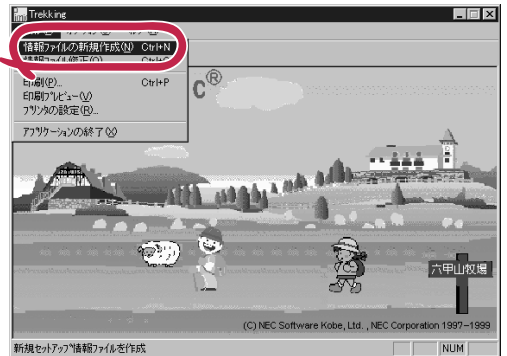 Trekking
情報ファイルの新規作成(N) Ctrl+N
印刷(P)... Ctrl+P
印刷プレビュー(V)
プリンタの設定(R)...
アプリケーションの終了(X)
C®
六甲山牧場
(C) NEC Software Kobe, Ltd. , NEC Corporation 1997-1999
新規セットアップ情報ファイルを作成
NUM